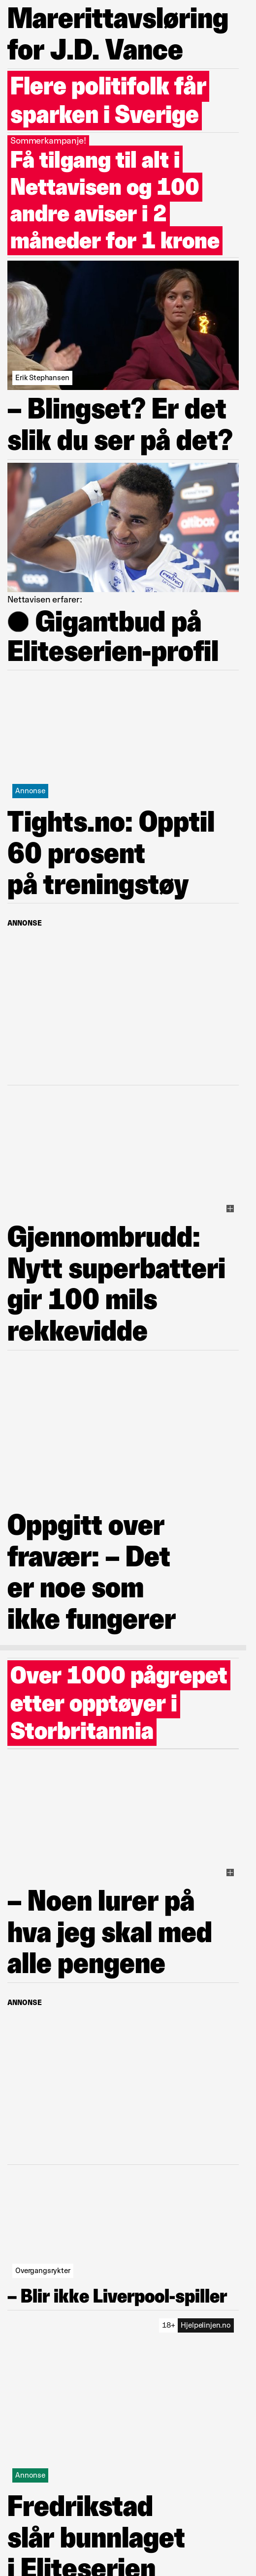 Marerittavsløring
for J.D. Vance
Flere politifolk får
sparken i Sverige
Sommerkampanje!
Få tilgang til alt i
Nettavisen og 100
andre aviser i 2
måneder for 1 krone
Erik Stephansen
– Blingset? Er det
slik du ser på det?
altibox
coop
Nettavisen erfarer:
● Gigantbud på
Eliteserien-profil
Annonse
Tights.no: Opptil
60 prosent
på treningstøy
ANNONSE
Gjennombrudd:
Nytt superbatteri
gir 100 mils
rekkevidde
Oppgitt over
fravær: – Det
er noe som
ikke fungerer
Over 1000 pågrepet
etter opptøyer i
Storbritannia
– Noen lurer på
hva jeg skal med
alle pengene
ANNONSE
Overgangsrykter
– Blir ikke Liverpool-spiller
18+ Hjelpelinjen.no
Annonse
Fredrikstad
slår bunnlaget
i Eliteserien